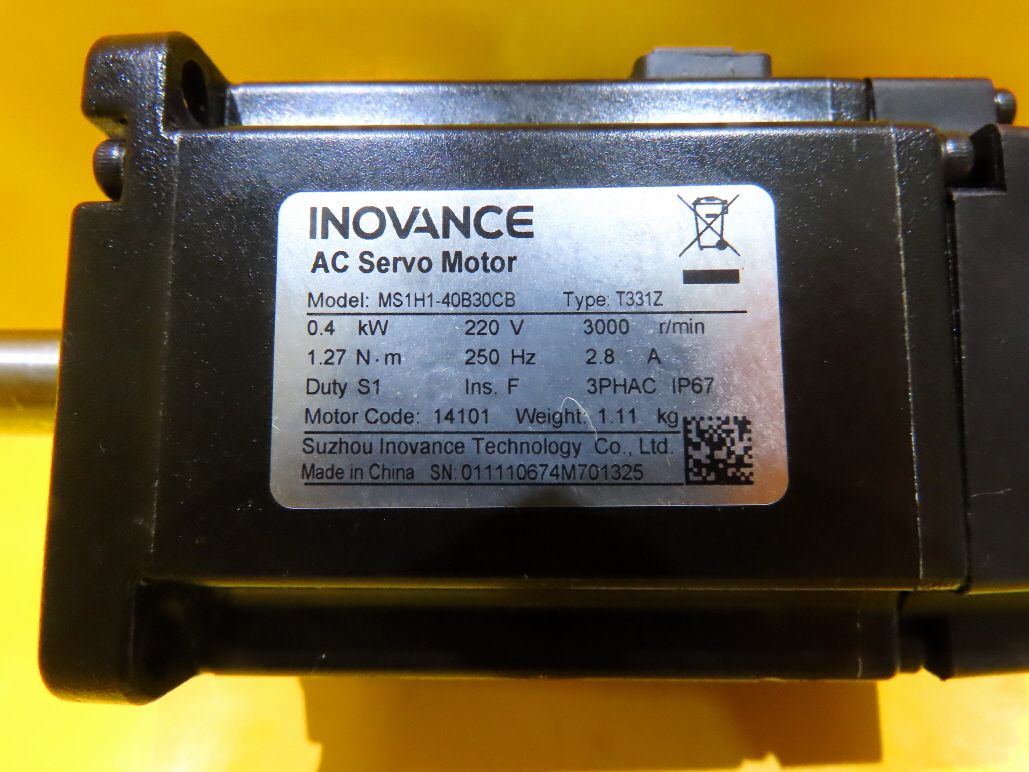 INOVANCE
AC Servo Motor
Model: MS1H1-40B30CB Type: T331Z
0.4 kW 220 V 3000 r/min
1.27 N·m 250 Hz 2.8 A
Duty S1 Ins. F 3PHAC IP67
Motor Code: 14101 Weight: 1.11 kg
Suzhou Inovance Technology Co., Ltd.
Made in China SN: 011110674M701325